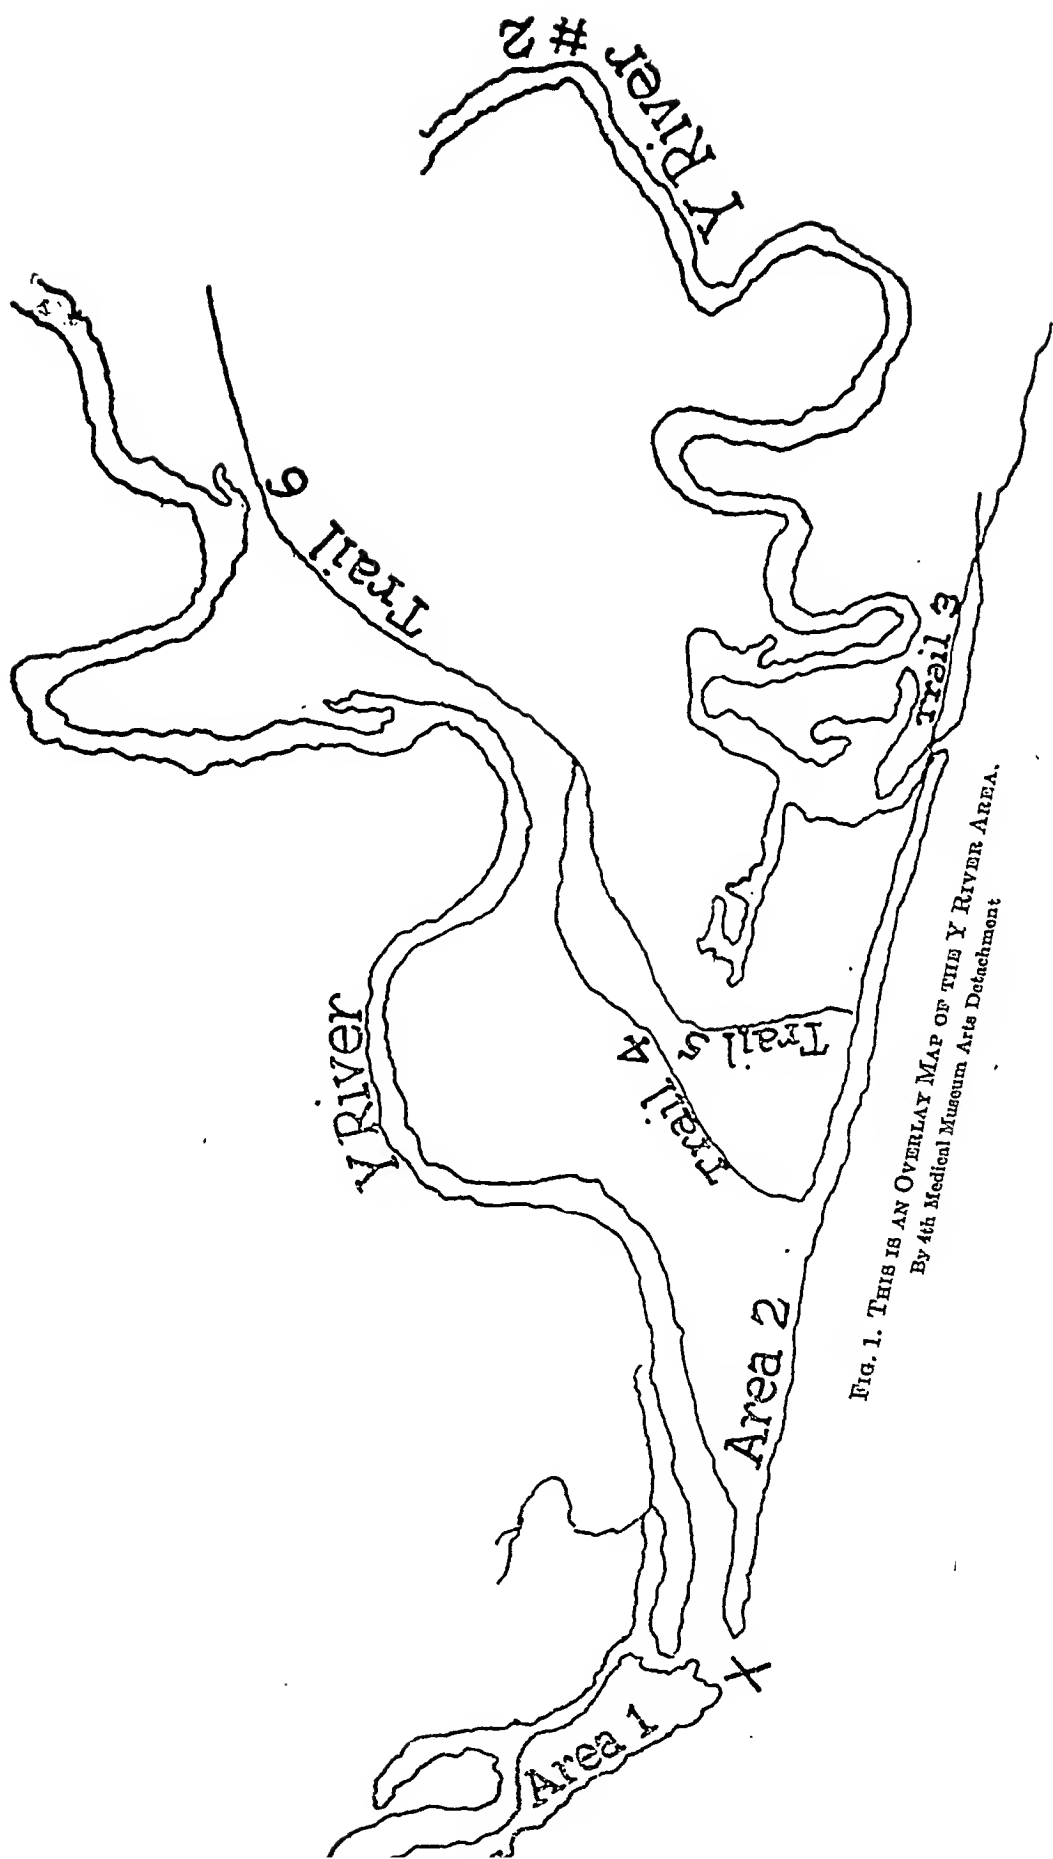 Y River #2
Trail 6
Trail 3
Y River
Trail 4
Trail 5
Area 2
Area 1
X
FIG. 1. THIS IS AN OVERLAY MAP OF THE Y RIVER AREA.
By 4th Medical Museum Arts Detachment